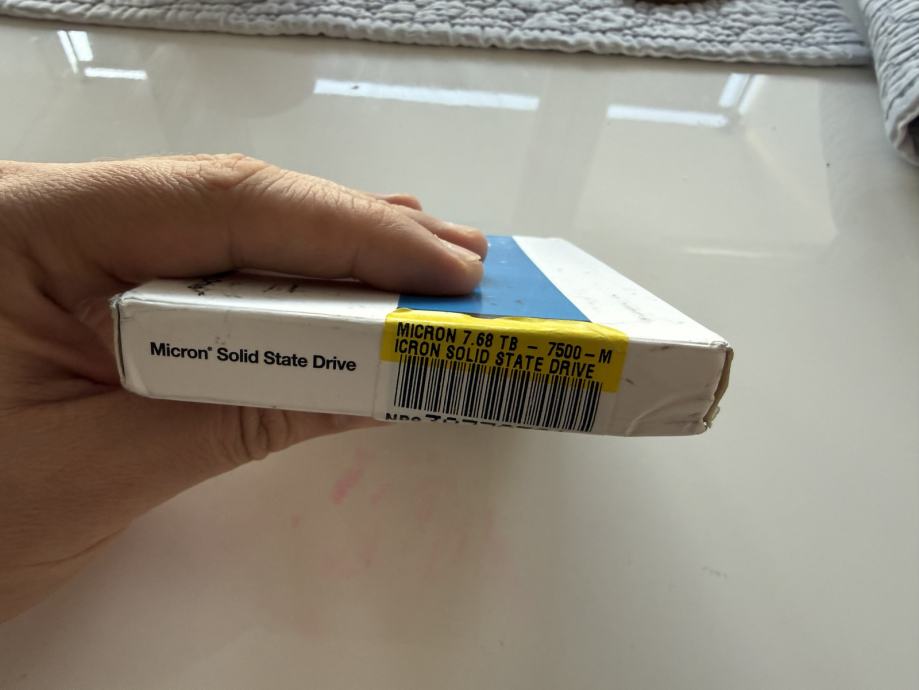 Micron® Solid State Drive
MICRON 7.68 TB - 7500 - M
ICRON SOLID STATE DRIVE